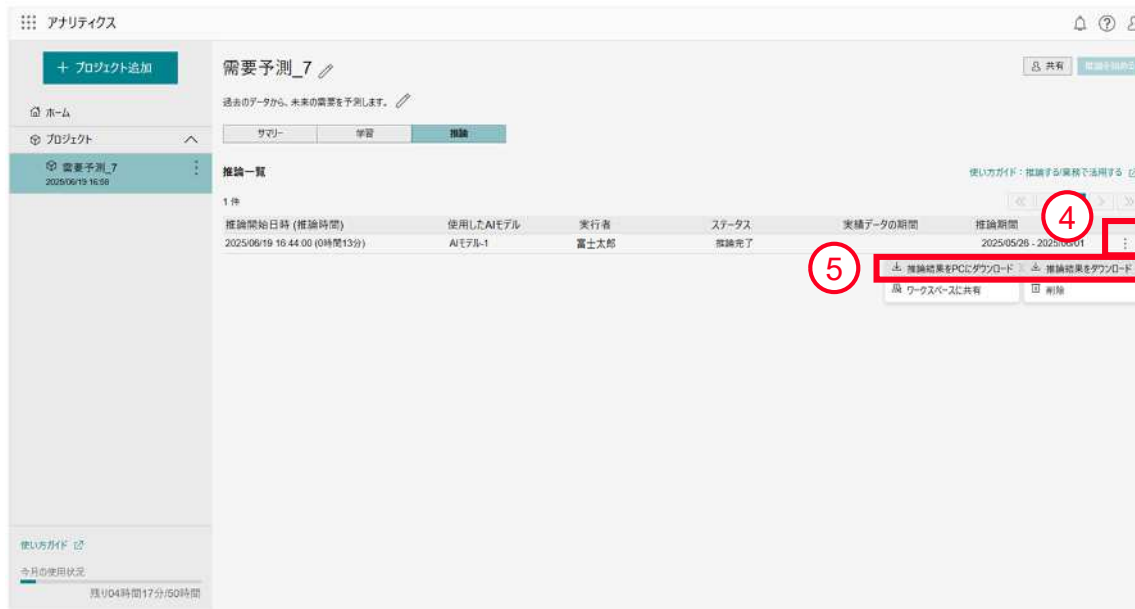 アナリティクス
＋ プロジェクト追加
ホーム
プロジェクト
需要予測_7
2025/06/19 16:58
需要予測_7
共有
推論を始める
過去のデータから、未来の需要を予測します。
サマリー 学習 推論
推論一覧
使い方ガイド：推論する/業務で活用する
1 件
推論開始日時 (推論時間) 使用したAIモデル 実行者 ステータス 実績データの期間 推論期間
2025/06/19 16:44:00 (0時間13分) AIモデル-1 富士太郎 推論完了 2025/05/26 - 2025/06/01
④
⑤
推論結果をPCにダウンロード 推論結果をダウンロード
ワークスペースに共有 削除
使い方ガイド
今月の使用状況
残り04時間17分/50時間